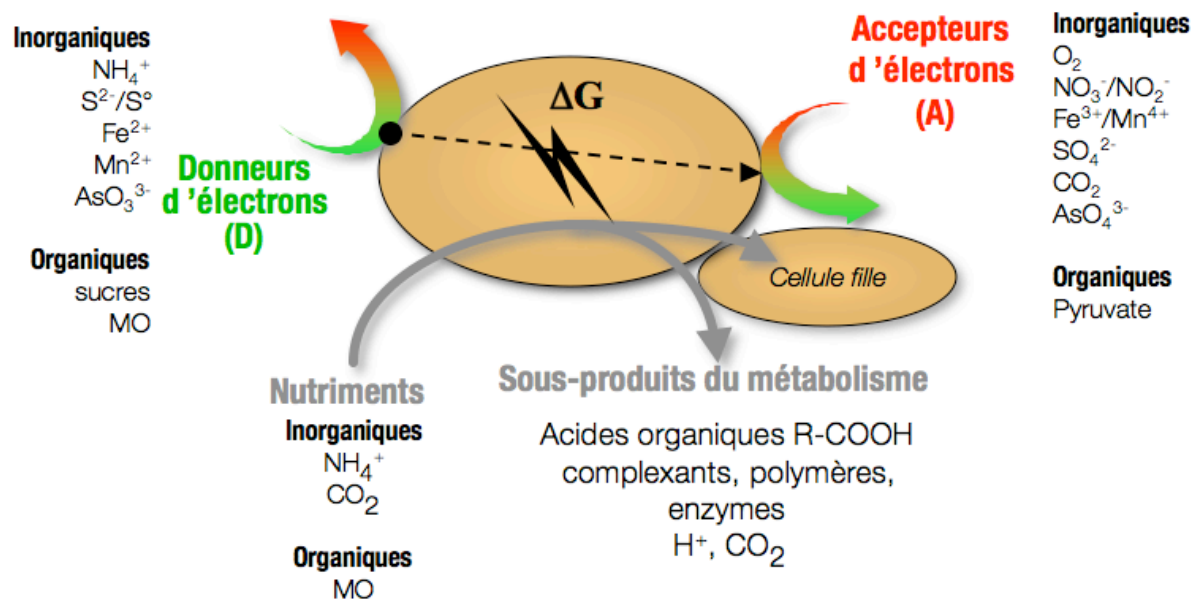 Inorganiques
NH₄⁺
S²⁻/S°
Fe²⁺
Mn²⁺
AsO₃³⁻
Organiques
sucres
MO
Donneurs
d ’électrons
(D)
ΔG
Accepteurs
d ’électrons
(A)
Inorganiques
O₂
NO₃⁻/NO₂⁻
Fe³⁺/Mn⁴⁺
SO₄²⁻
CO₂
AsO₄³⁻
Organiques
Pyruvate
Cellule fille
Nutriments
Inorganiques
NH₄⁺
CO₂
Organiques
MO
Sous-produits du métabolisme
Acides organiques R-COOH
complexants, polymères,
enzymes
H⁺, CO₂